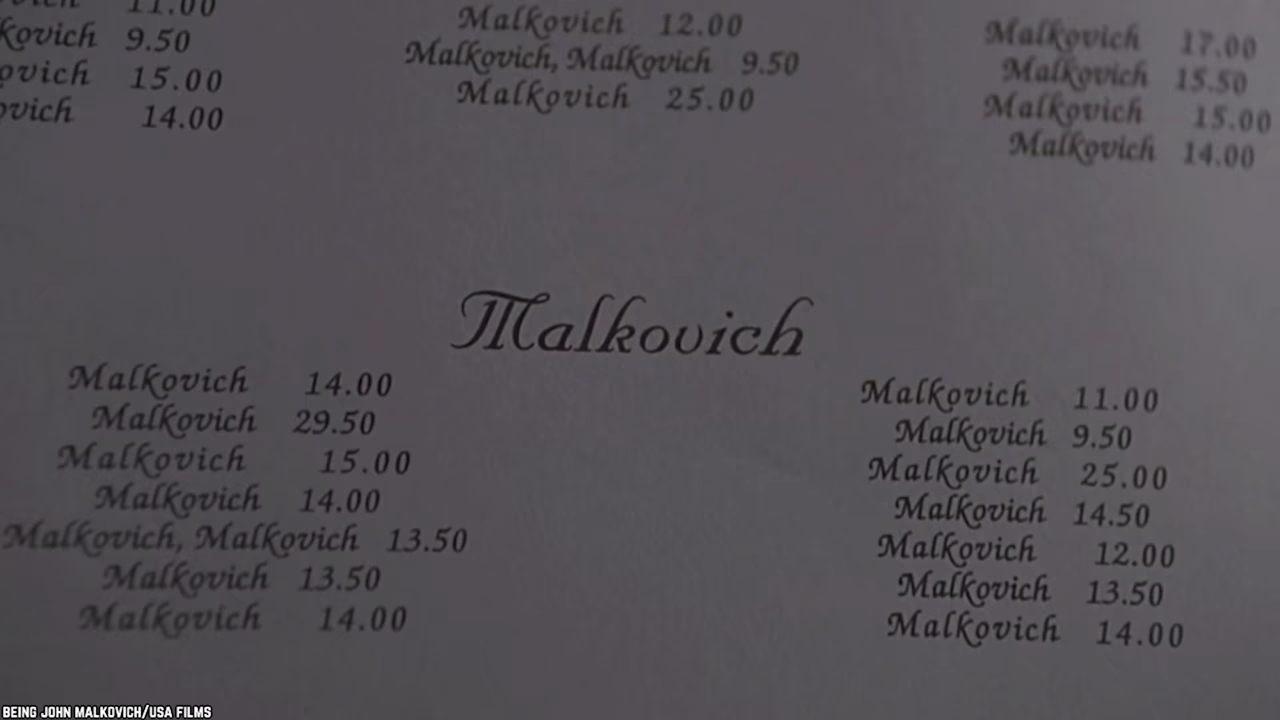 11.00
9.50
15.00
14.00
Malkovich 12.00
Malkovich, Malkovich 9.50
Malkovich 25.00
Malkovich 17.00
Malkovich 15.50
Malkovich 15.00
Malkovich 14.00
Malkovich
Malkovich 14.00
Malkovich 29.50
Malkovich 15.00
Malkovich 14.00
Malkovich, Malkovich 13.50
Malkovich 13.50
Malkovich 14.00
Malkovich 11.00
Malkovich 9.50
Malkovich 25.00
Malkovich 14.50
Malkovich 12.00
Malkovich 13.50
Malkovich 14.00
BEING JOHN MALKOVICH/USA FILMS